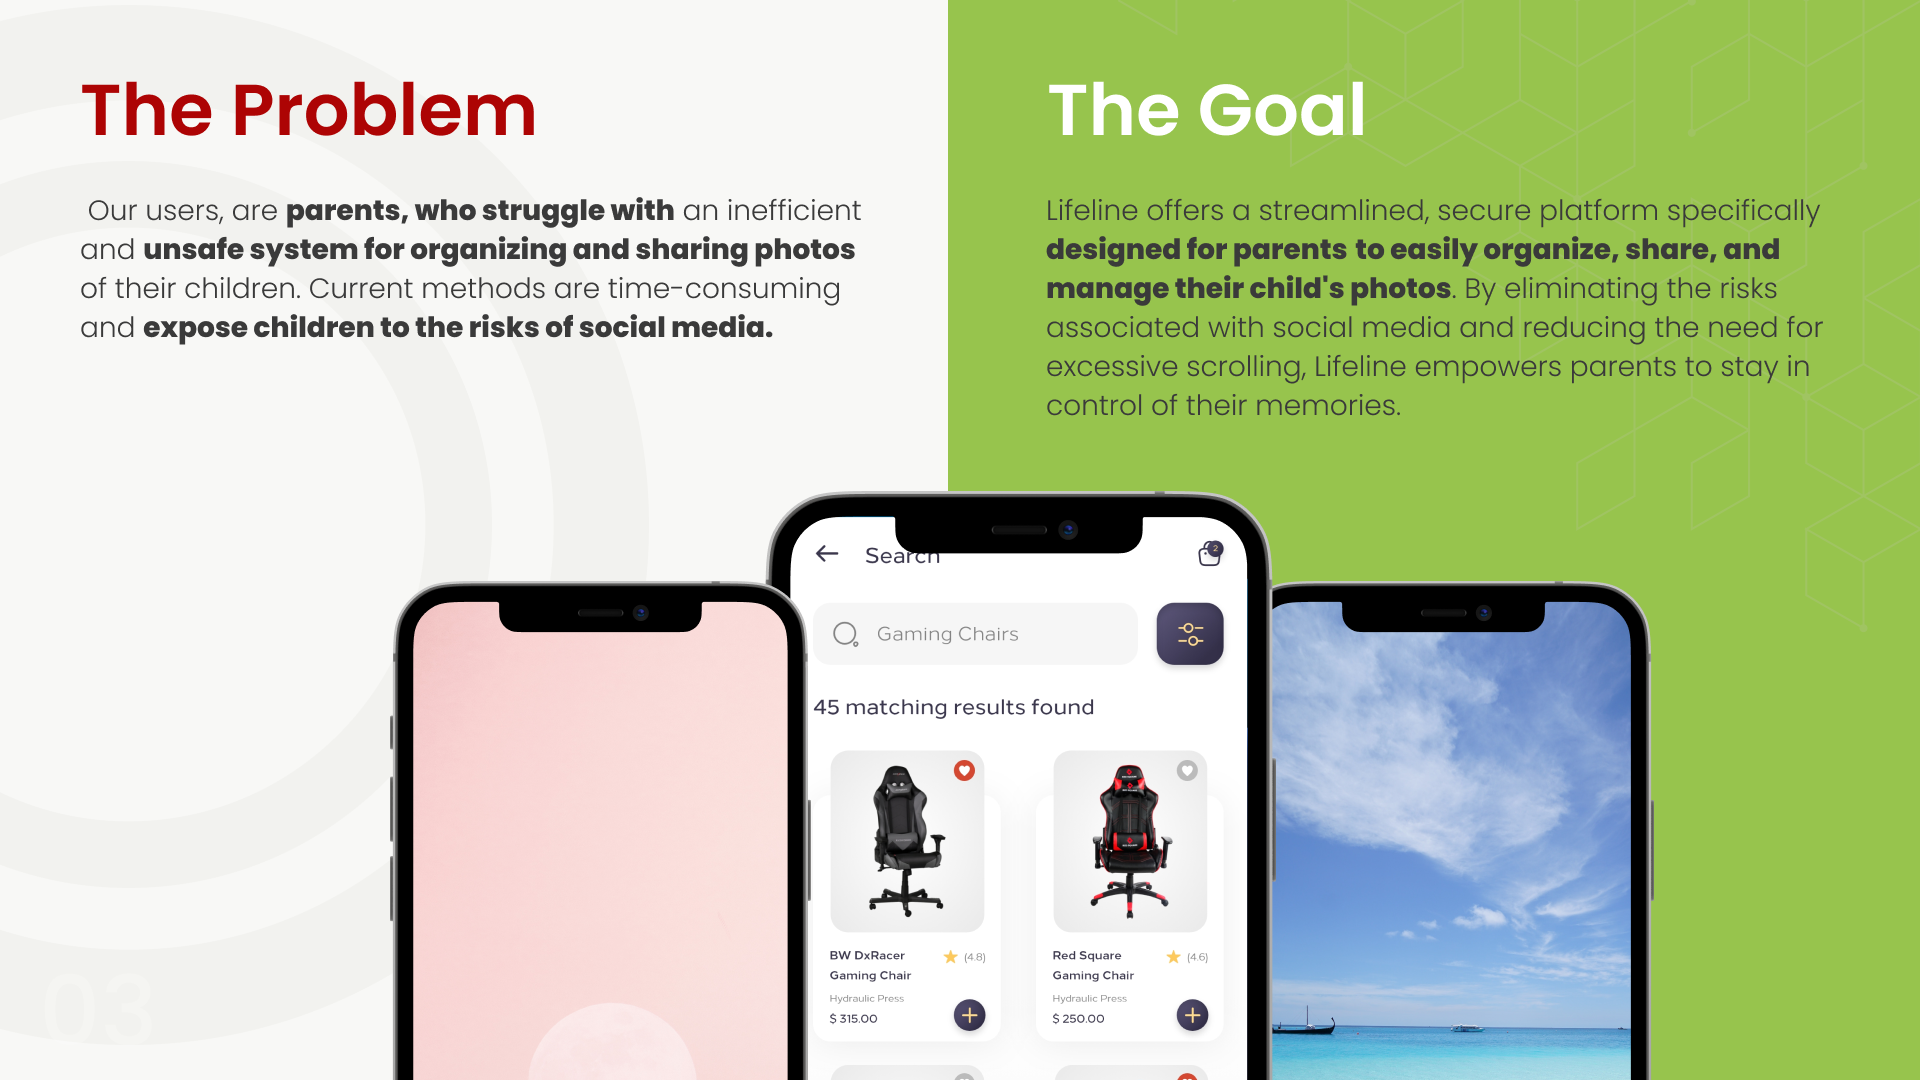 The Problem
Our users, are parents, who struggle with an inefficient
and unsafe system for organizing and sharing photos
of their children. Current methods are time-consuming
and expose children to the risks of social media.
The Goal
Lifeline offers a streamlined, secure platform specifically
designed for parents to easily organize, share, and
manage their child's photos. By eliminating the risks
associated with social media and reducing the need for
excessive scrolling, Lifeline empowers parents to stay in
control of their memories.
Search
2
Gaming Chairs
45 matching results found
BW DxRacer
Gaming Chair
(4.8)
Hydraulic Press
$ 315.00
Red Square
Gaming Chair
(4.6)
Hydraulic Press
$ 250.00
03